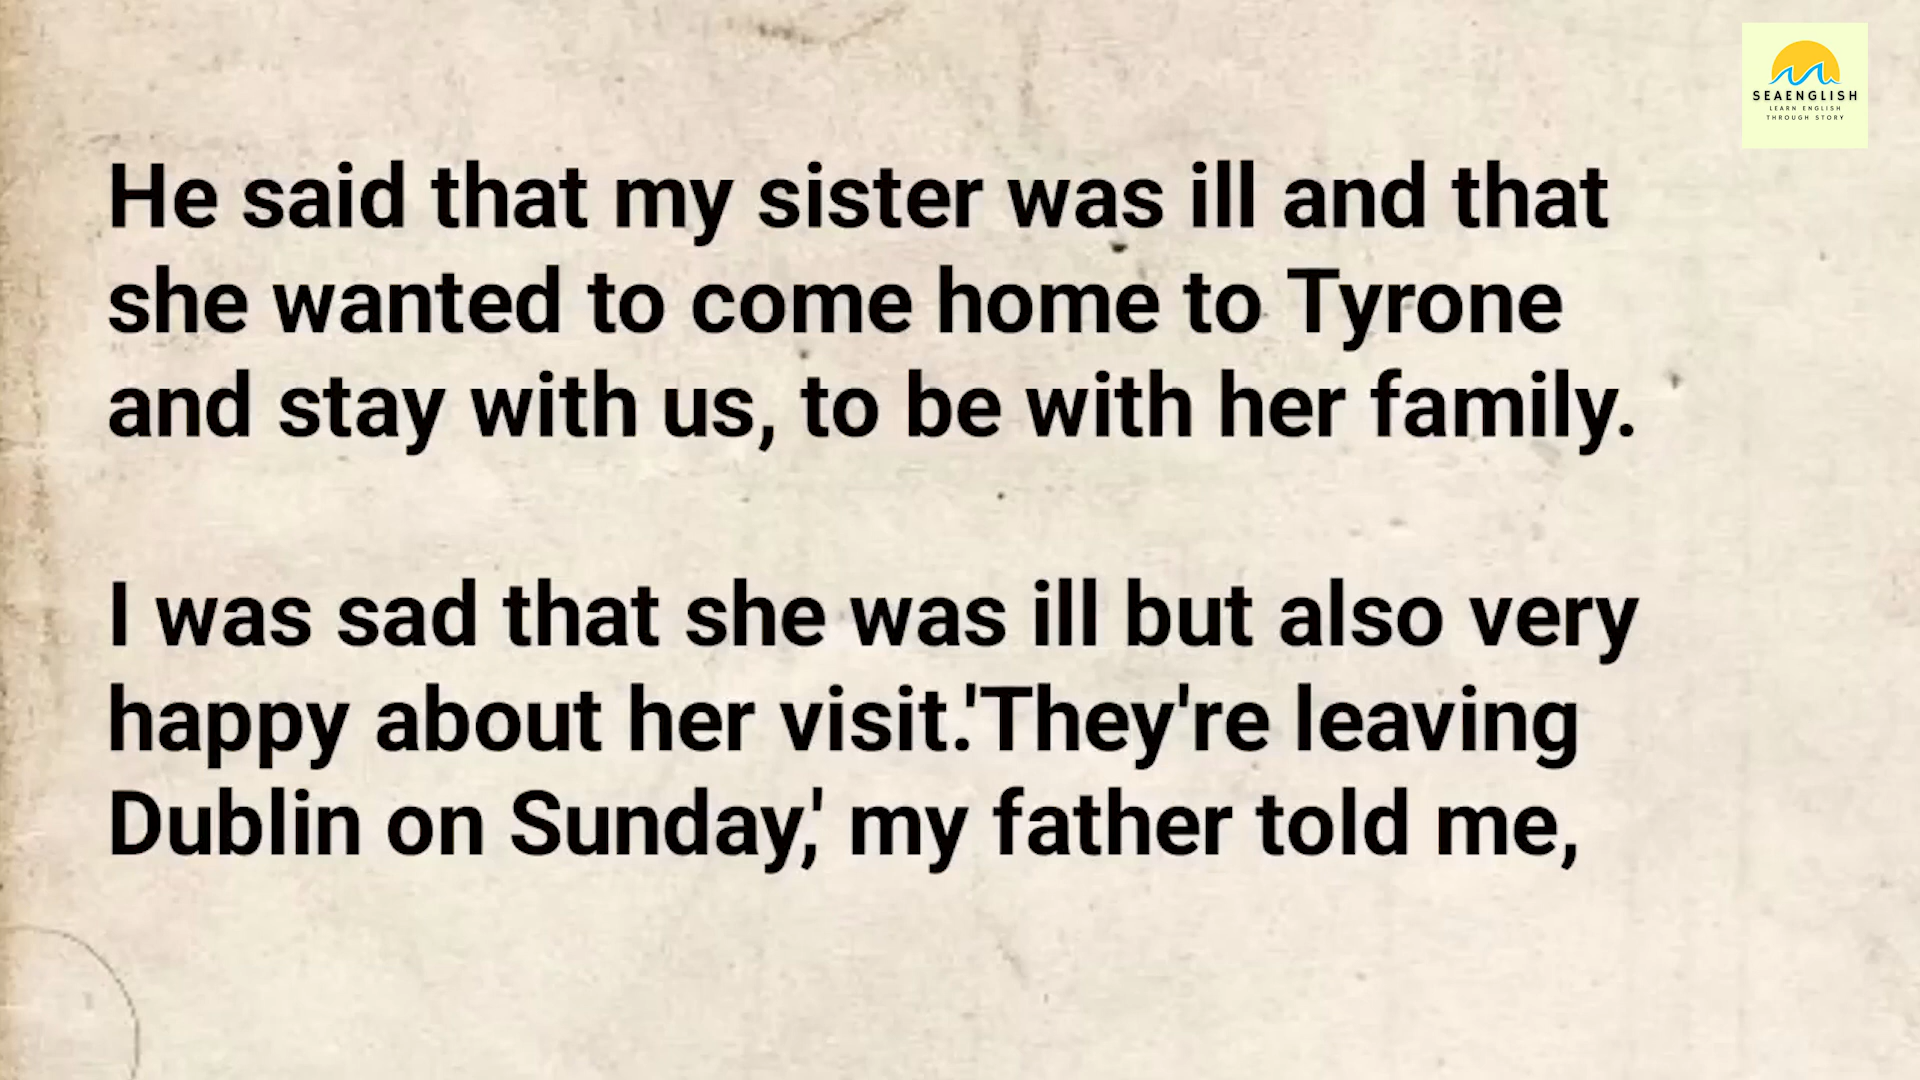 SEAENGLISH
LEARN ENGLISH
THROUGH STORY
He said that my sister was ill and that
she wanted to come home to Tyrone
and stay with us, to be with her family.
I was sad that she was ill but also very
happy about her visit.'They're leaving
Dublin on Sunday,' my father told me,